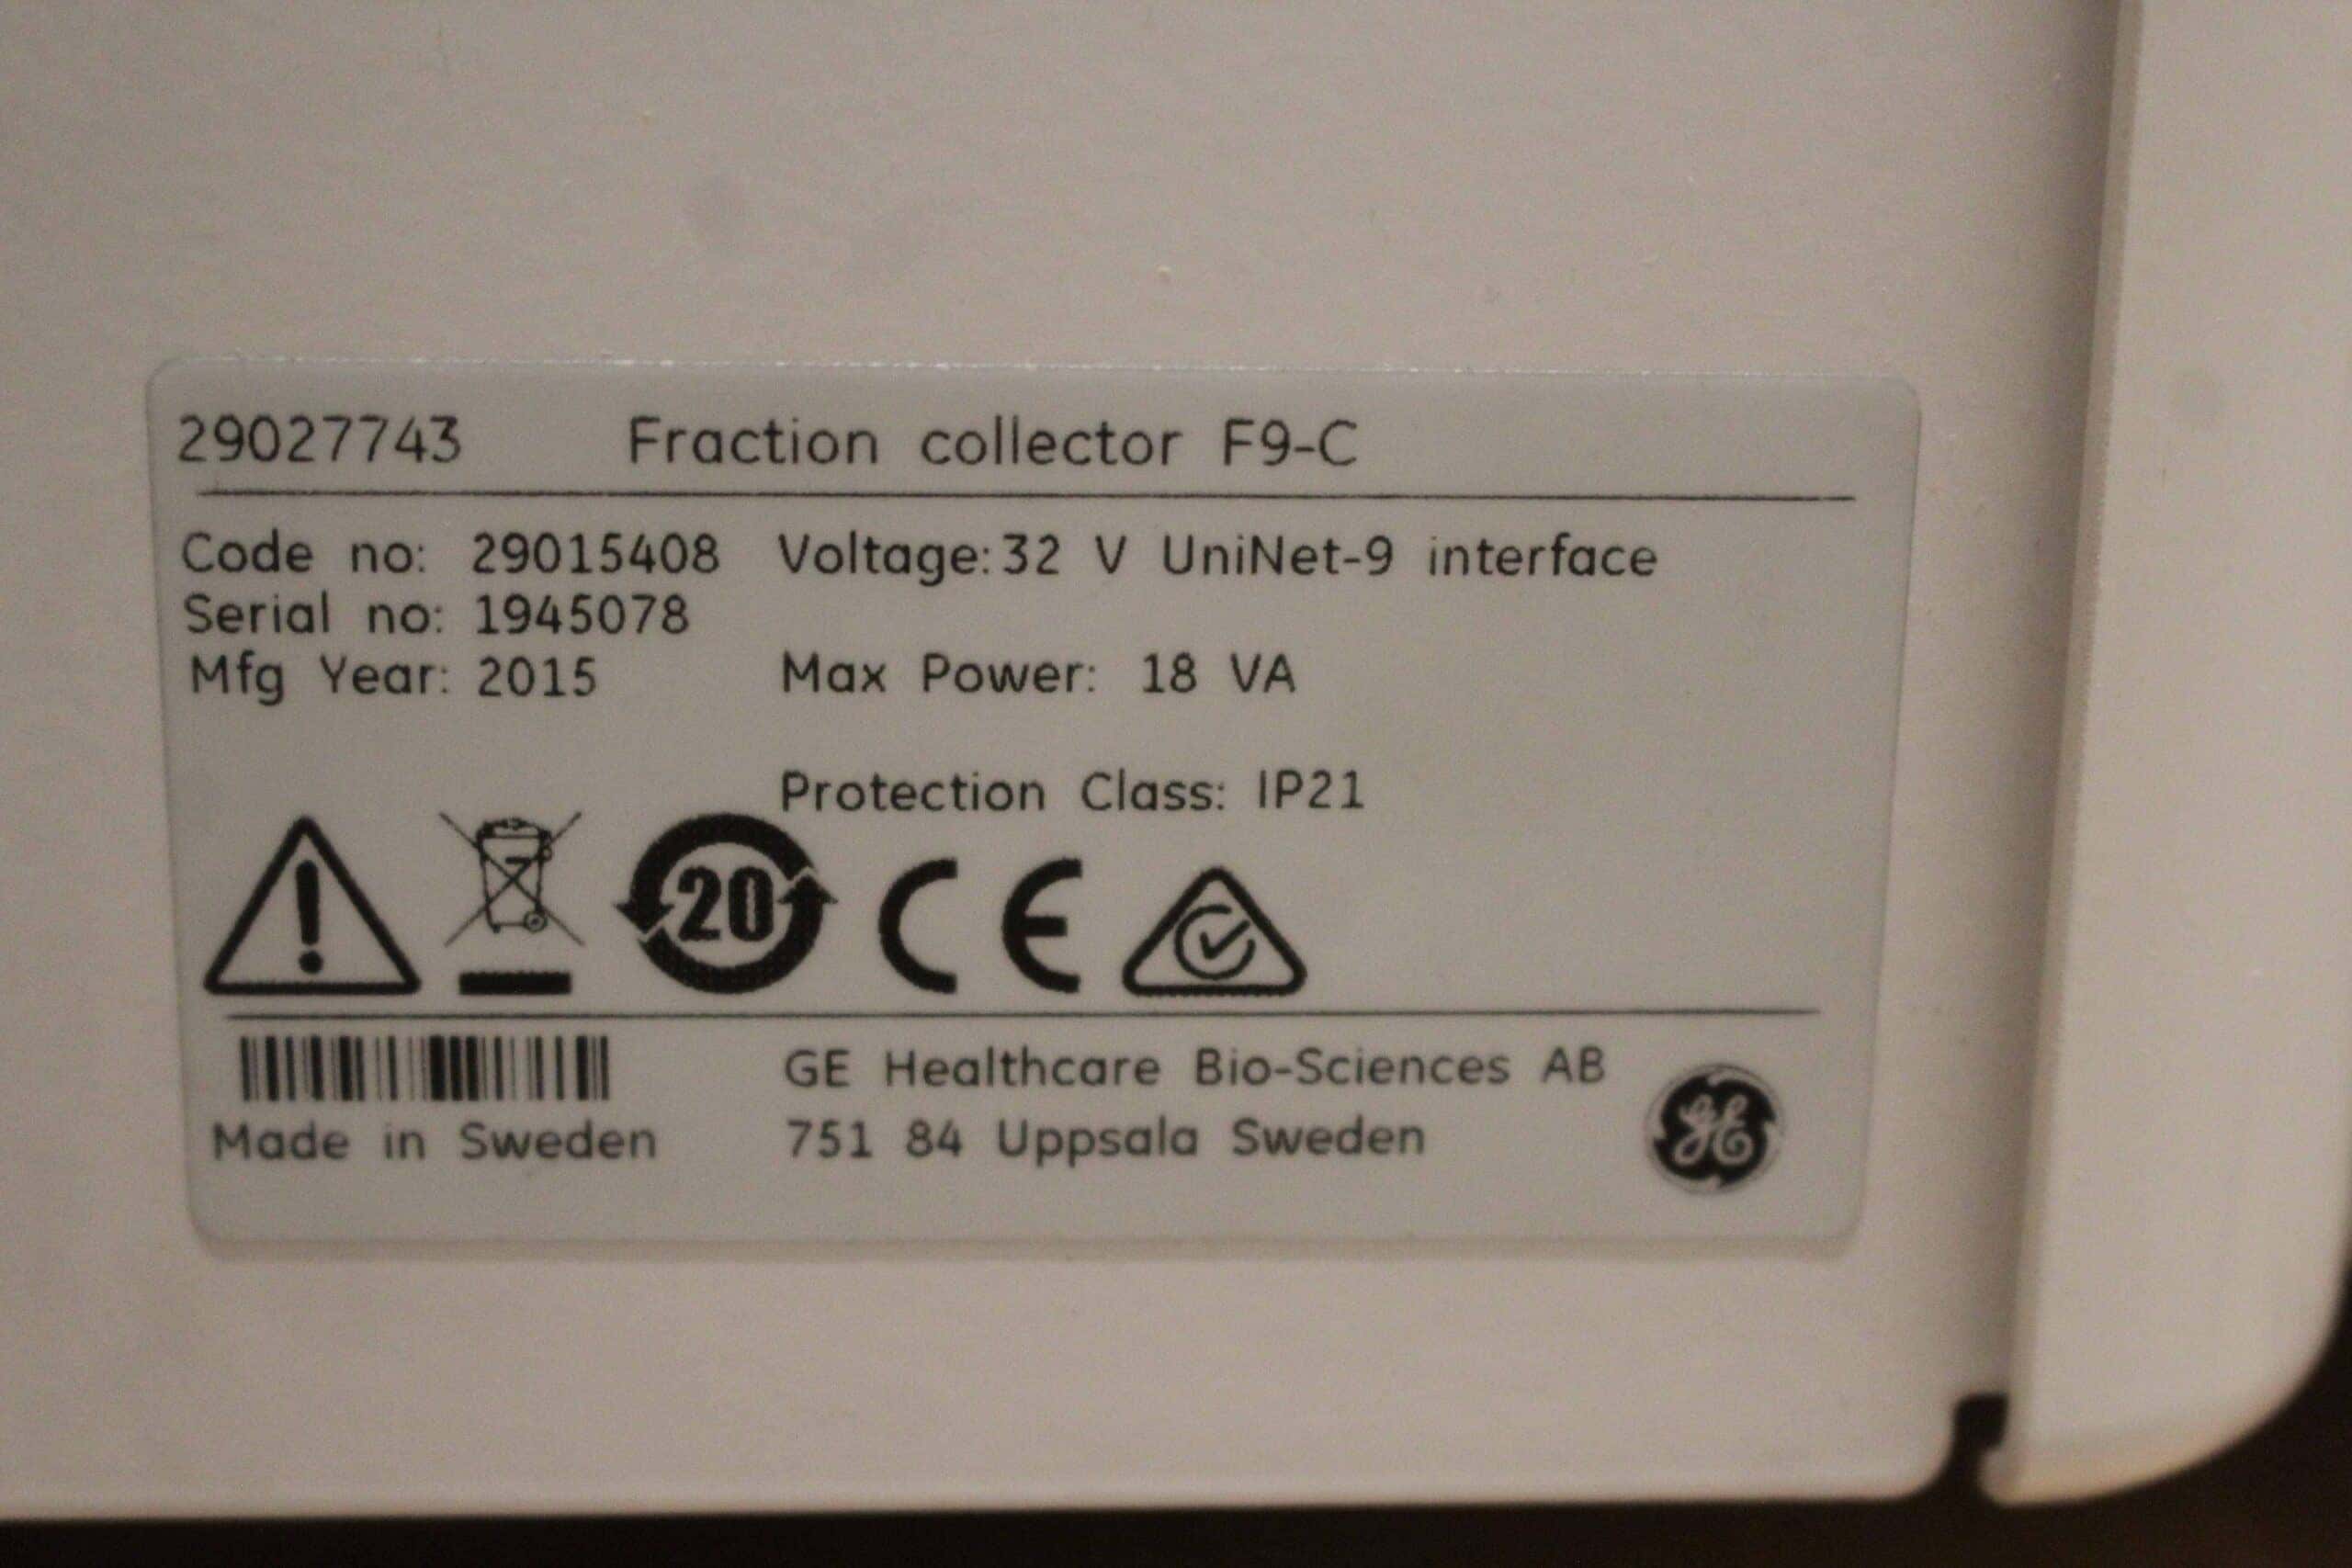 29027743 Fraction collector F9-C
Code no: 29015408 Voltage: 32 V UniNet-9 interface
Serial no: 1945078
Mfg Year: 2015 Max Power: 18 VA
Protection Class: IP21
20 CE
GE Healthcare Bio-Sciences AB
Made in Sweden 751 84 Uppsala Sweden
GE